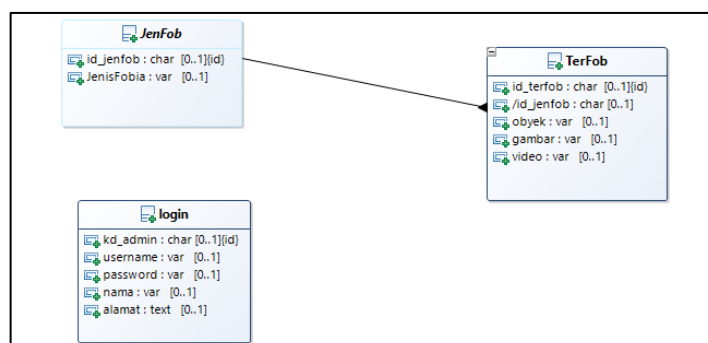 JenFob
id_jenfob : char [0..1]{id}
JenisFobia : var [0..1]
TerFob
id_terfob : char [0..1]{id}
/id_jenfob : char [0..1]
obyek : var [0..1]
gambar : var [0..1]
video : var [0..1]
login
kd_admin : char [0..1]{id}
username : var [0..1]
password : var [0..1]
nama : var [0..1]
alamat : text [0..1]